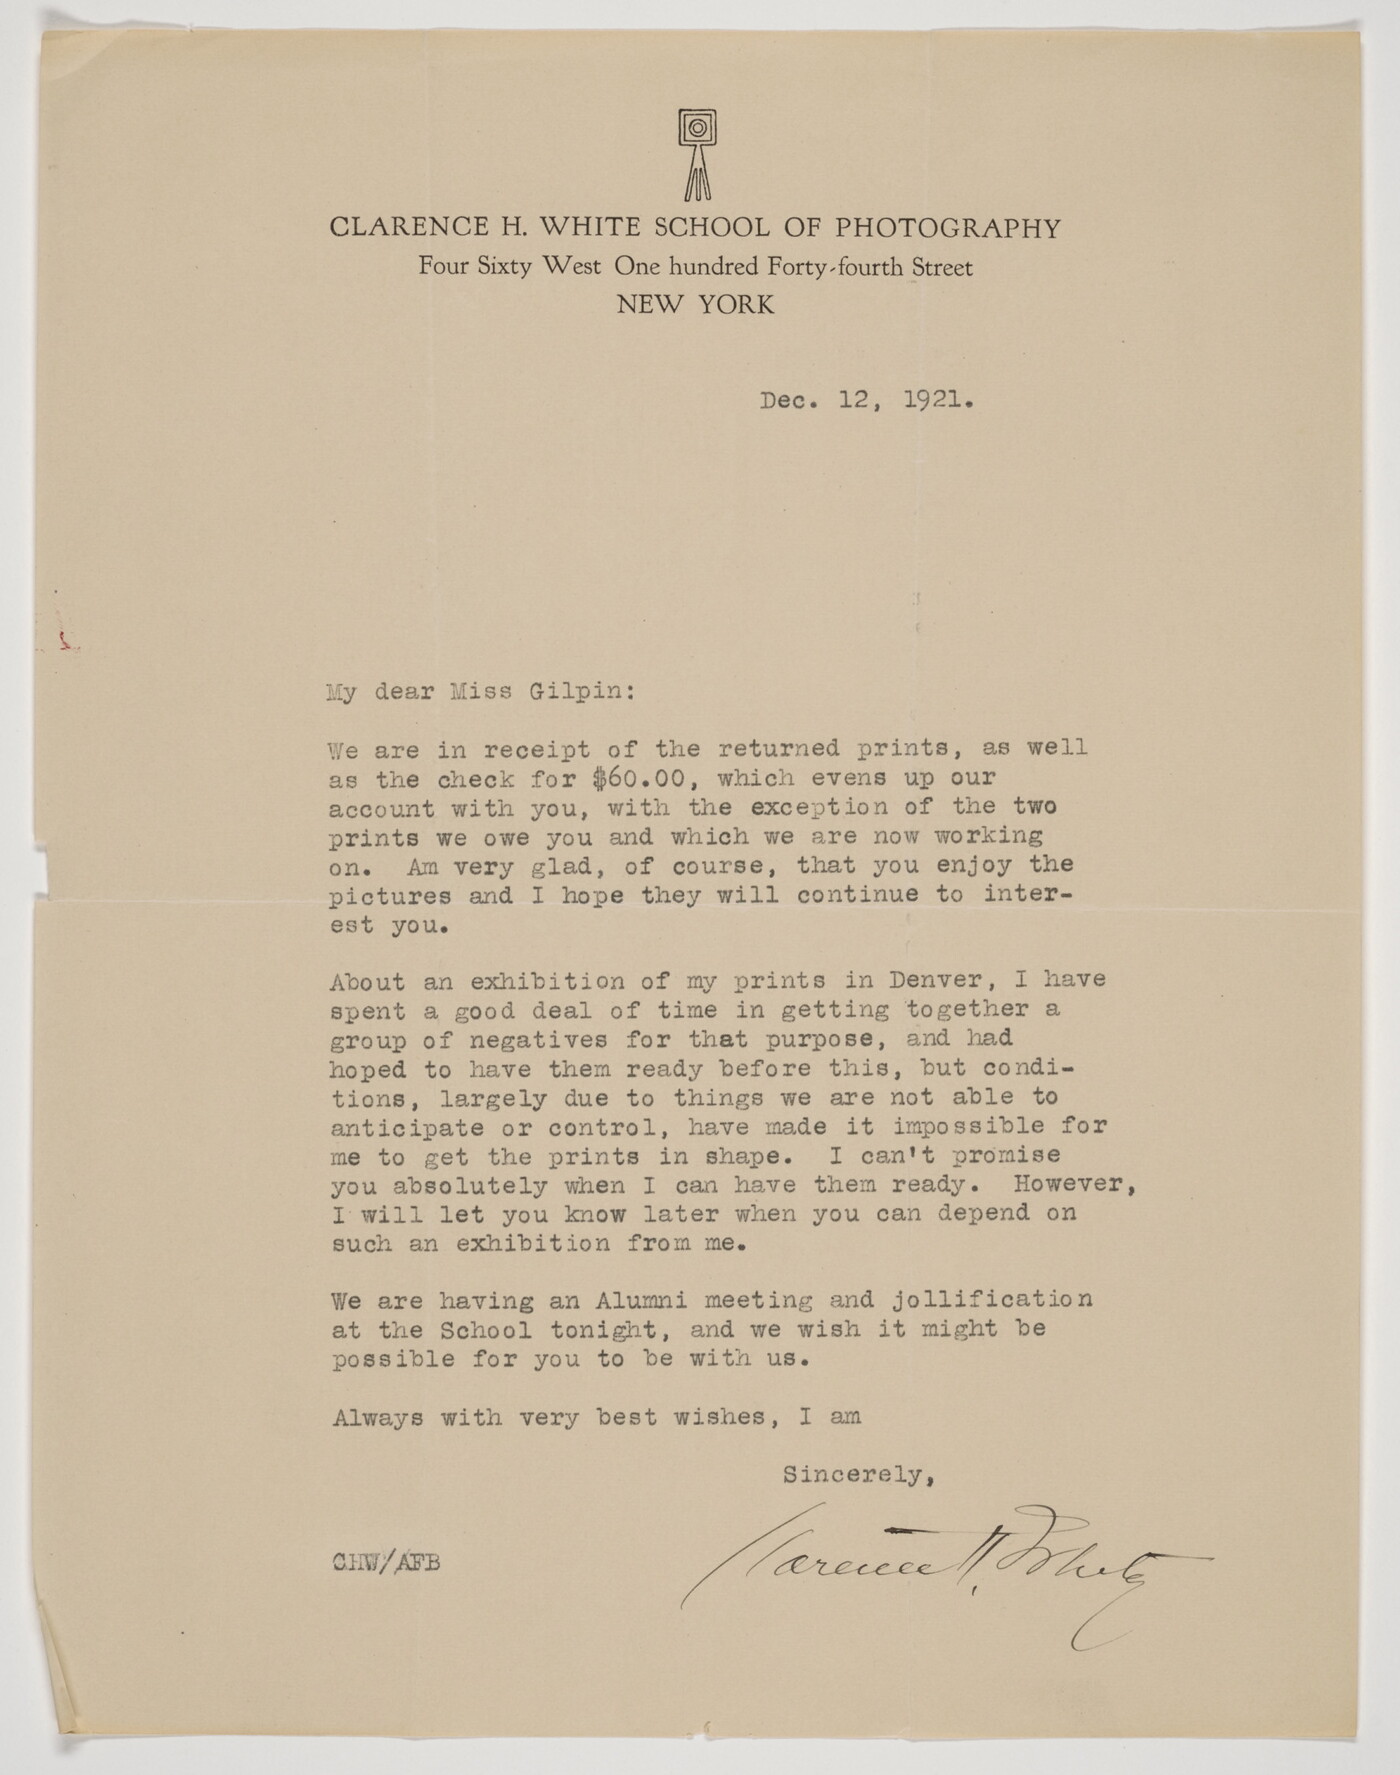 CLARENCE H. WHITE SCHOOL OF PHOTOGRAPHY
Four Sixty West One hundred Forty-fourth Street
NEW YORK
Dec. 12, 1921.
My dear Miss Gilpin:
We are in receipt of the returned prints, as well
as the check for $60.00, which evens up our
account with you, with the exception of the two
prints we owe you and which we are now working
on.  Am very glad, of course, that you enjoy the
pictures and I hope they will continue to inter-
est you.
About an exhibition of my prints in Denver, I have
spent a good deal of time in getting together a
group of negatives for that purpose, and had
hoped to have them ready before this, but condi-
tions, largely due to things we are not able to
anticipate or control, have made it impossible for
me to get the prints in shape.  I can't promise
you absolutely when I can have them ready.  However,
I will let you know later when you can depend on
such an exhibition from me.
We are having an Alumni meeting and jollification
at the School tonight, and we wish it might be
possible for you to be with us.
Always with very best wishes, I am
Sincerely,
Clarence H. White
CHW/AFB